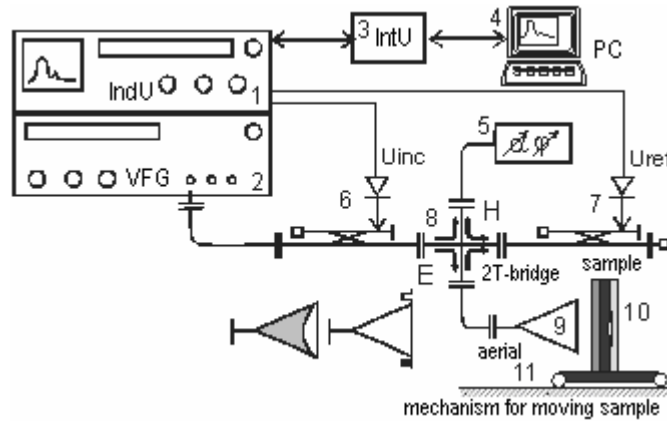 3 IntU
4
PC
IndU
1
VFG
2
Uinc
5
Uref
6
7
8
H
E
2T-bridge
sample
9
10
aerial
11
mechanism for moving sample